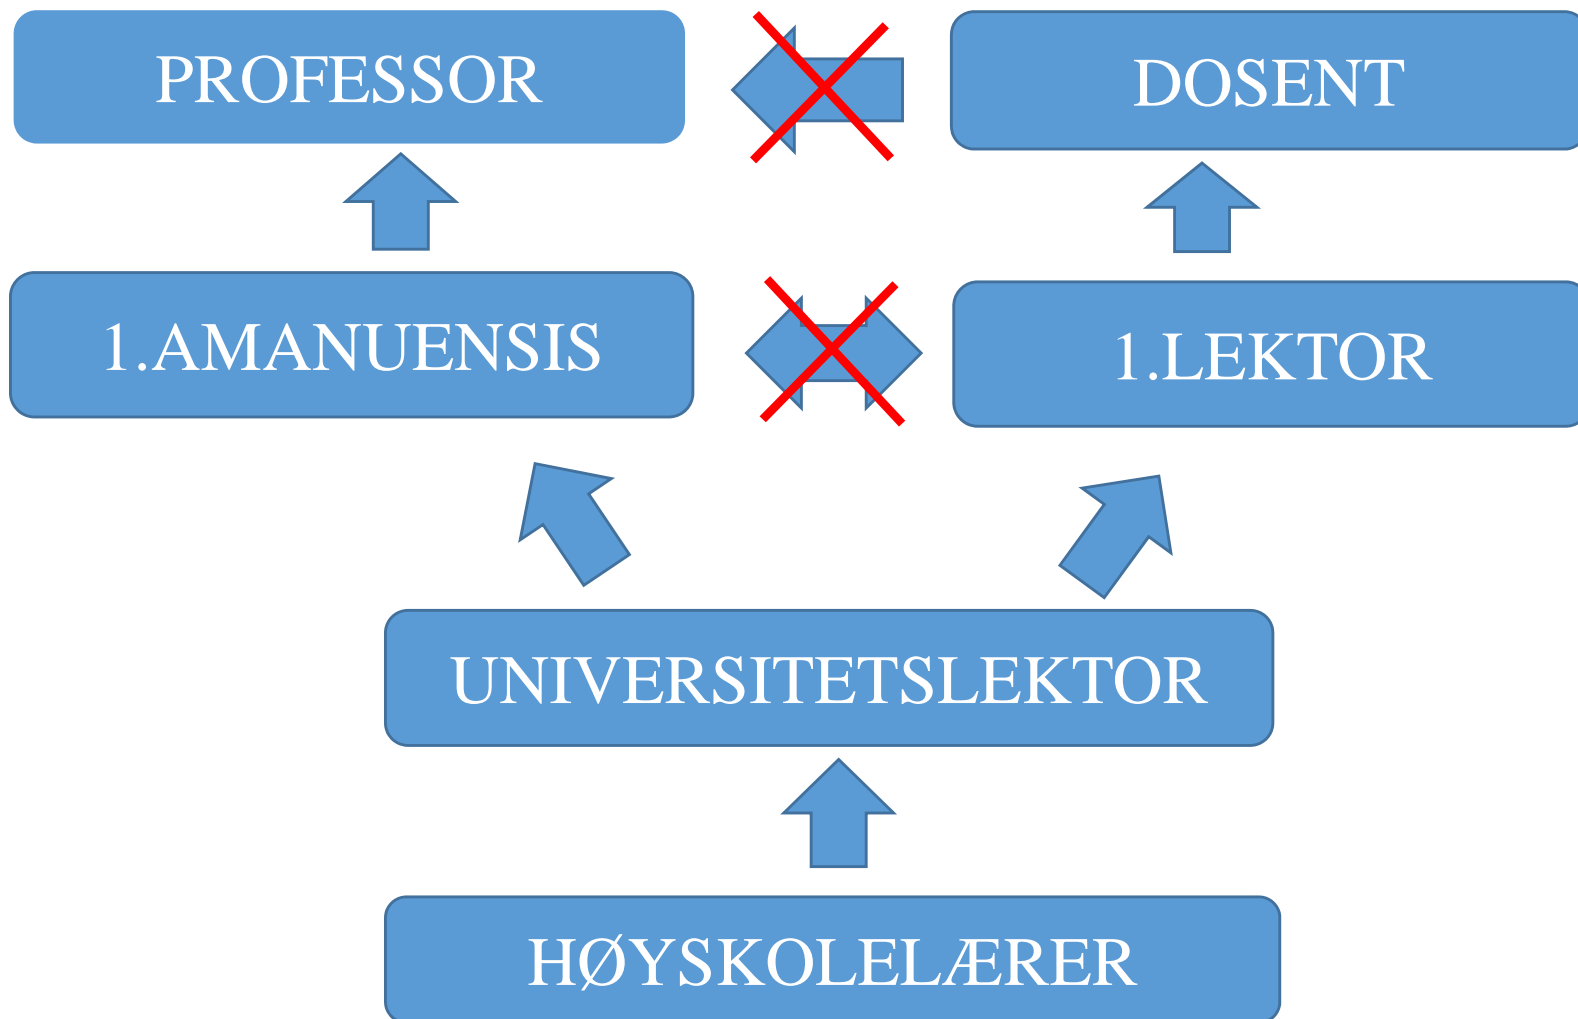 PROFESSOR
DOSENT
1.AMANUENSIS
1.LEKTOR
UNIVERSITETSLEKTOR
HØYSKOLELÆRER